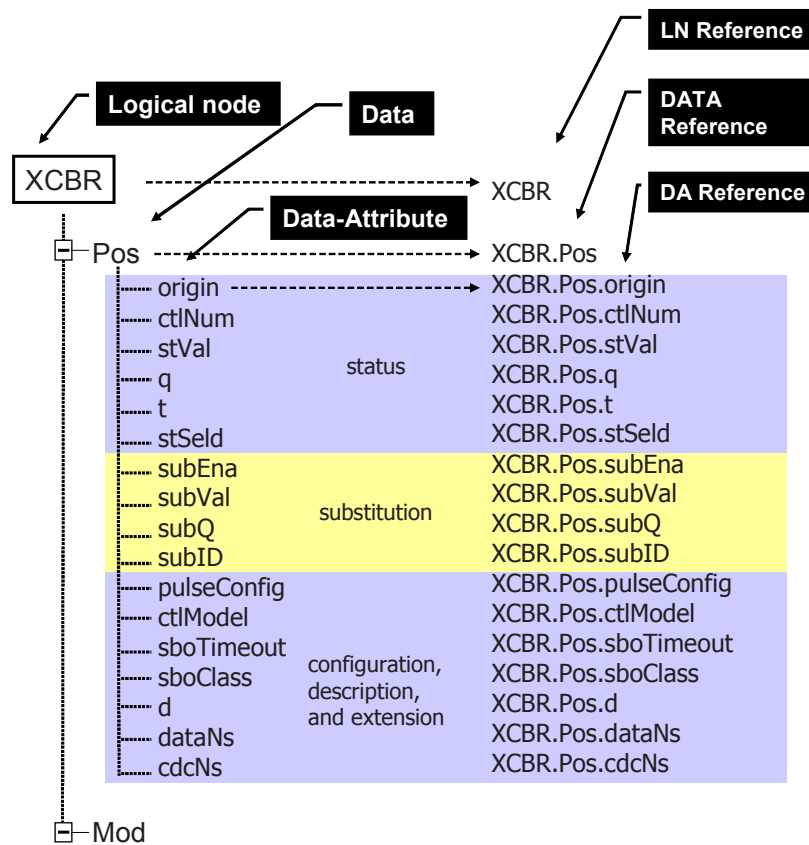 LN Reference
Logical node
Data
DATA
Reference
XCBR
XCBR
DA Reference
Data-Attribute
Pos
XCBR.Pos
origin
XCBR.Pos.origin
ctlNum
XCBR.Pos.ctlNum
stVal
XCBR.Pos.stVal
status
q
XCBR.Pos.q
t
XCBR.Pos.t
stSeld
XCBR.Pos.stSeld
subEna
XCBR.Pos.subEna
subVal
XCBR.Pos.subVal
substitution
subQ
XCBR.Pos.subQ
subID
XCBR.Pos.subID
pulseConfig
XCBR.Pos.pulseConfig
ctlModel
XCBR.Pos.ctlModel
sboTimeout
XCBR.Pos.sboTimeout
configuration,
description,
and extension
sboClass
XCBR.Pos.sboClass
d
XCBR.Pos.d
dataNs
XCBR.Pos.dataNs
cdcNs
XCBR.Pos.cdcNs
Mod